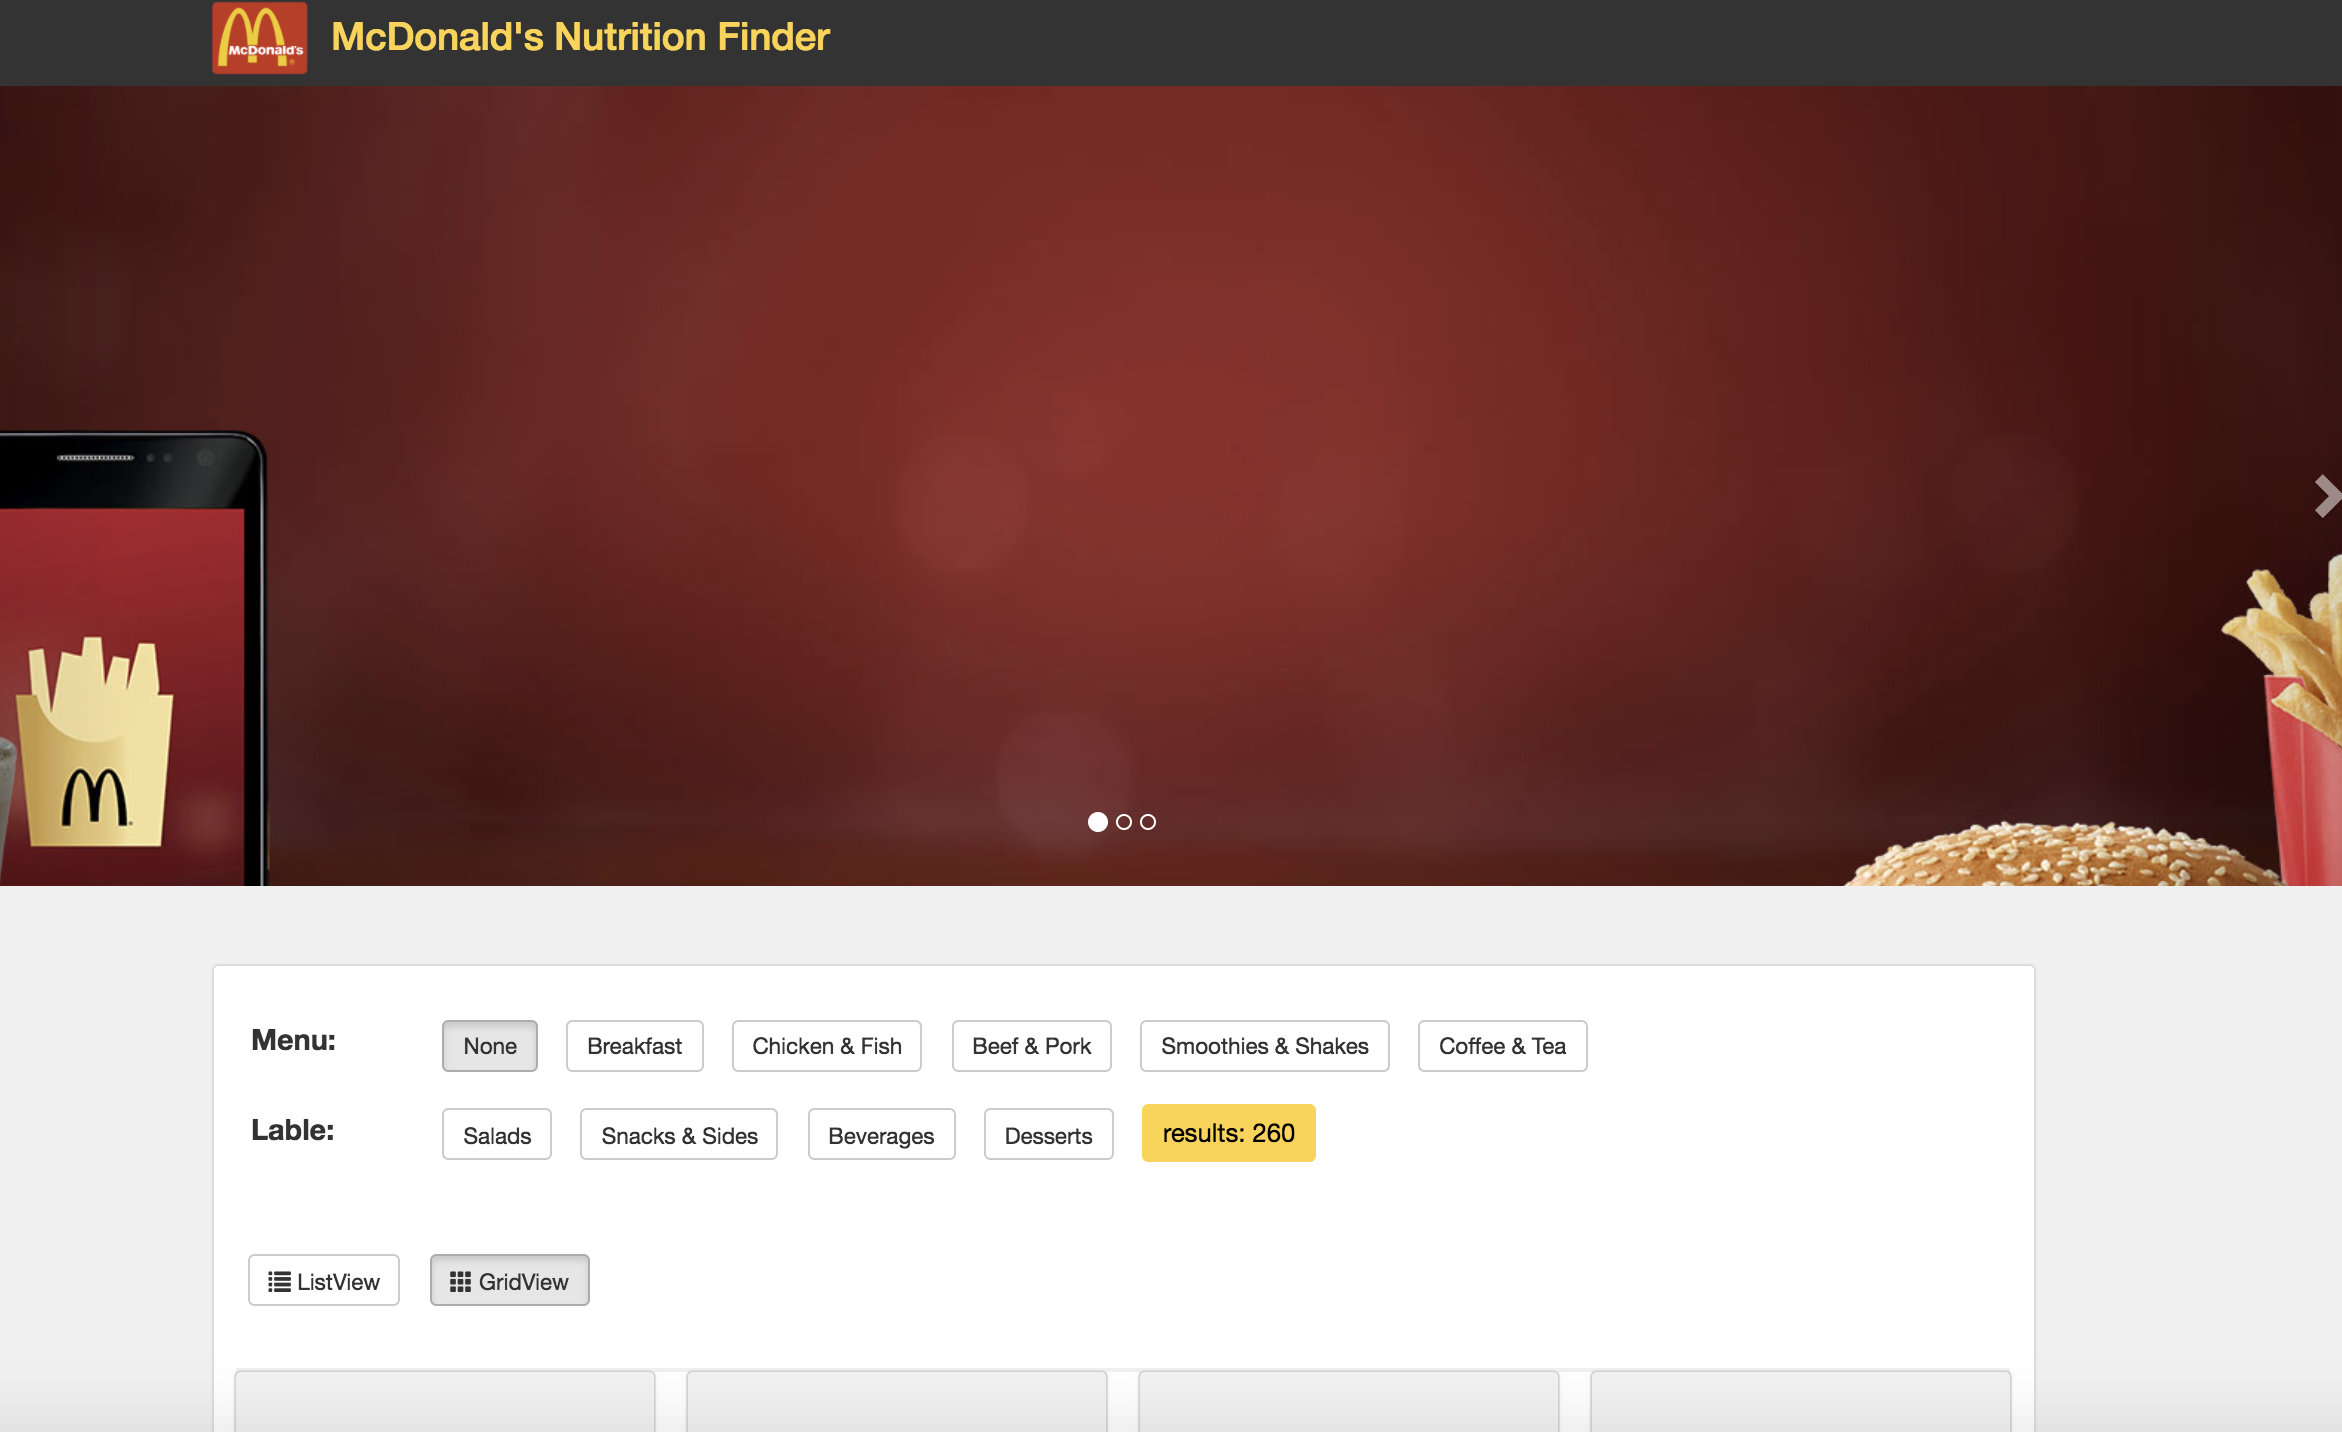 McDonald's
McDonald's Nutrition Finder
Menu: None Breakfast Chicken & Fish Beef & Pork Smoothies & Shakes Coffee & Tea
Lable: Salads Snacks & Sides Beverages Desserts results: 260
ListView GridView